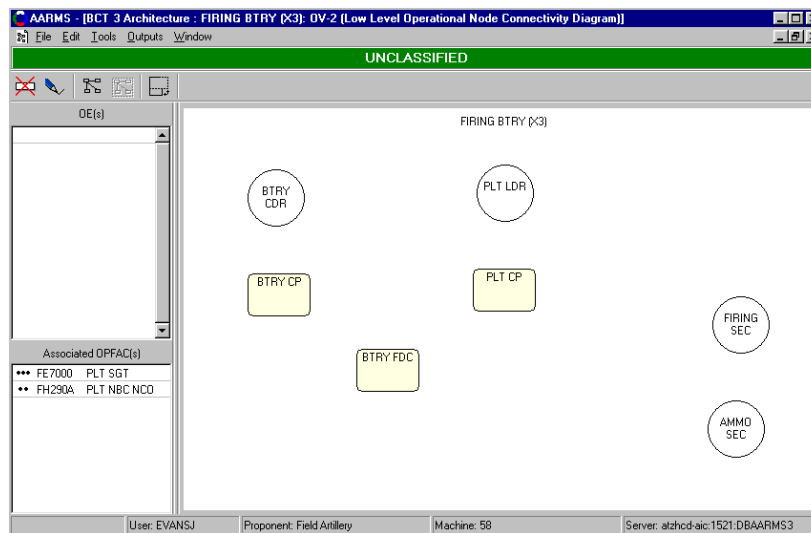 AARMS - [BCT 3 Architecture : FIRING BTRY (X3): OV-2 (Low Level Operational Node Connectivity Diagram)]
File Edit Tools Outputs Window
UNCLASSIFIED
OE(s)
FIRING BTRY (X3)
BTRY
CDR
PLT LDR
BTRY CP
PLT CP
FIRING
SEC
BTRY FDC
AMMO
SEC
Associated OPFAC(s)
••• FE7000 PLT SGT
•• FH290A PLT NBC NCO
User: EVANSJ Proponent: Field Artillery Machine: 58 Server: atzhcd-aic:1521:DBAARMS3